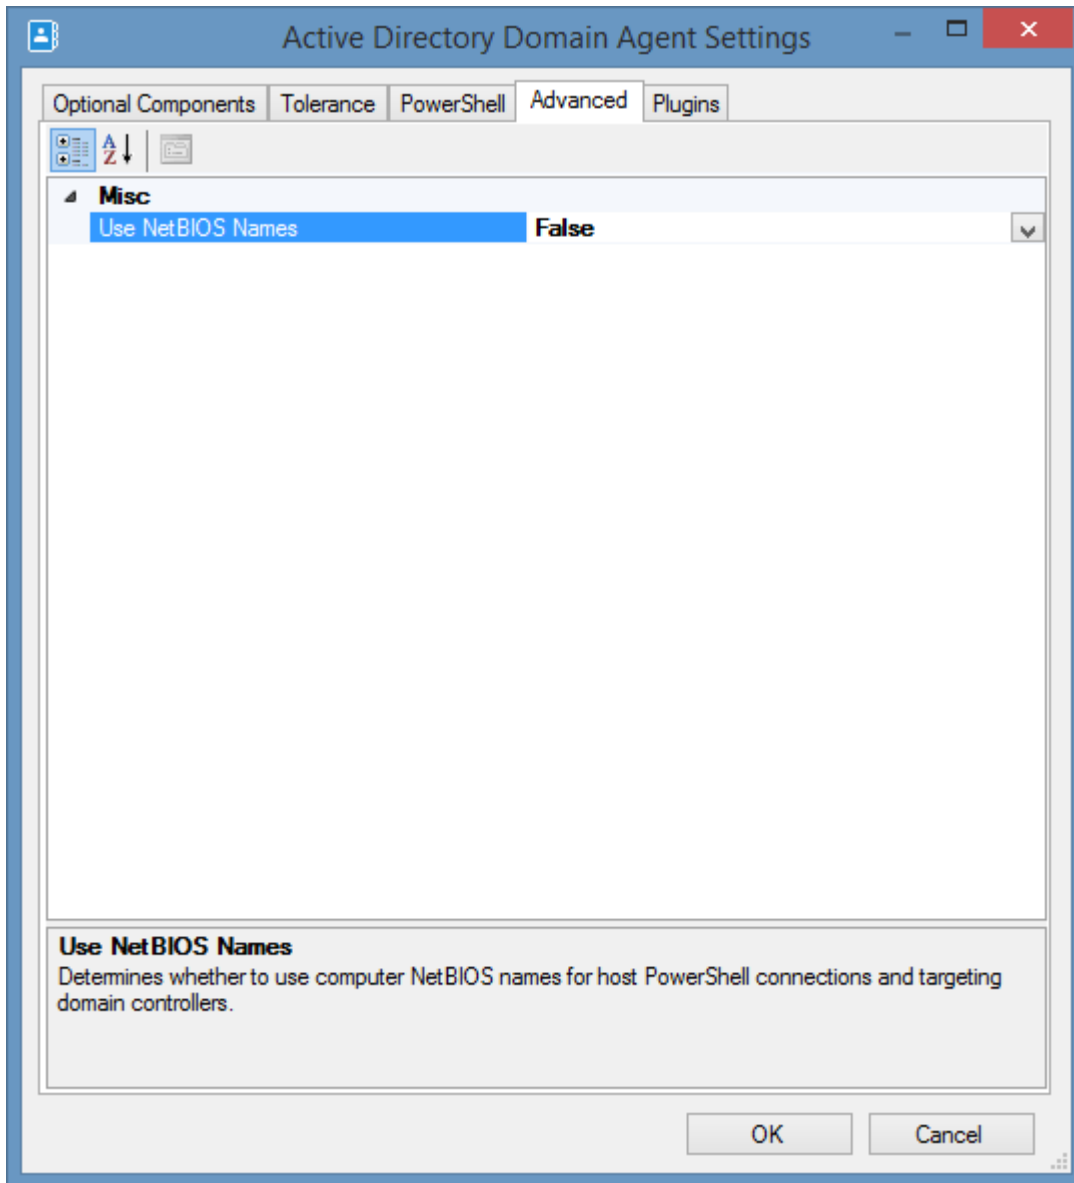 Active Directory Domain Agent Settings
Optional Components Tolerance PowerShell Advanced Plugins
A
Z
Misc
Use NetBIOS Names False
Use NetBIOS Names
Determines whether to use computer NetBIOS names for host PowerShell connections and targeting
domain controllers.
OK Cancel